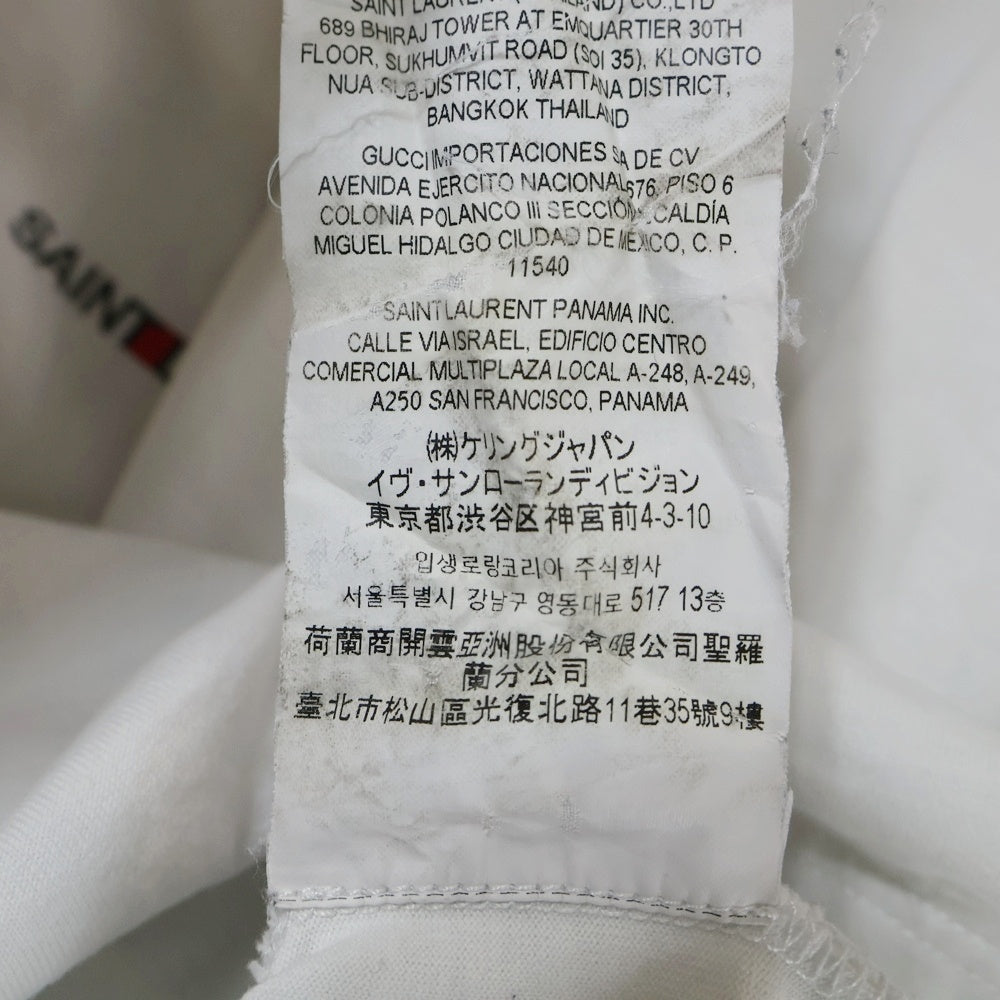 SAINT LAURENT (THAILAND) CO.,LTD
689 BHIRAJ TOWER AT EMQUARTIER 30TH
FLOOR, SUKHUMVIT ROAD (SOI 35), KLONGTO
NUA SUB-DISTRICT, WATTANA DISTRICT,
BANGKOK THAILAND
GUCCI IMPORTACIONES SA DE CV
AVENIDA EJERCITO NACIONAL 676, PISO 6
COLONIA POLANCO III SECCIÓN ALCALDÍA
MIGUEL HIDALGO CIUDAD DE MÉXICO, C. P.
11540
SAINT LAURENT PANAMA INC.
CALLE VIA ISRAEL, EDIFICIO CENTRO
COMERCIAL MULTIPLAZA LOCAL A-248, A-249,
A250 SAN FRANCISCO, PANAMA
(株)ケリングジャパン
イヴ・サンローランディビジョン
東京都渋谷区神宮前4-3-10
입생로랑코리아 주식회사
서울특별시 강남구 영동대로 517 13층
荷蘭商開雲亞洲股份有限公司聖羅
蘭分公司
臺北市松山區光復北路11巷35號9樓
SAINT